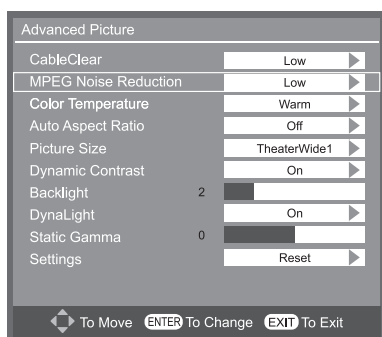 Advanced Picture
CableClear Low
MPEG Noise Reduction Low
Color Temperature Warm
Auto Aspect Ratio Off
Picture Size TheaterWide1
Dynamic Contrast On
Backlight 2
DynaLight On
Static Gamma 0
Settings Reset
To Move ENTER To Change EXIT To Exit